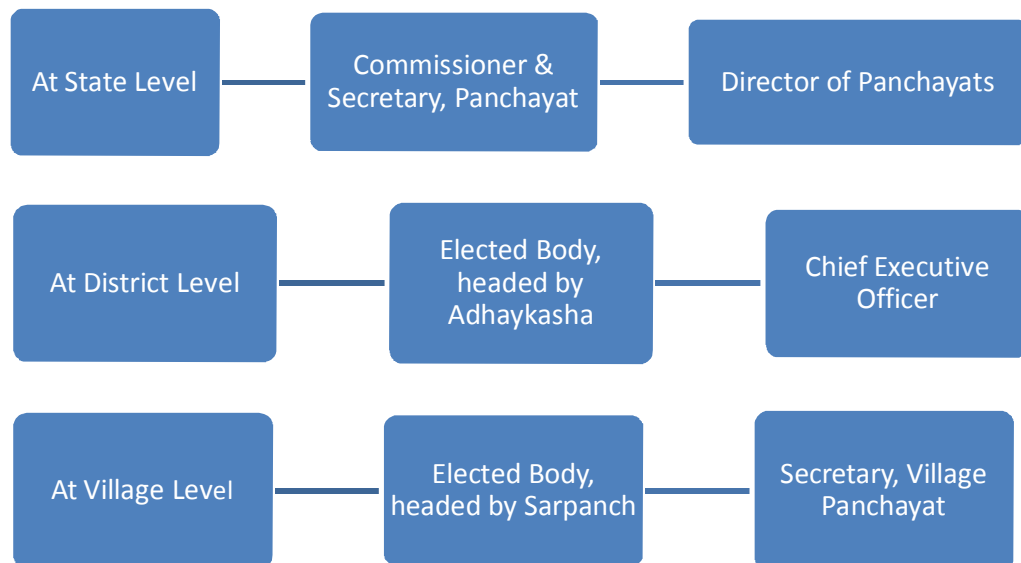 At State Level
Commissioner &
Secretary, Panchayat
Director of Panchayats
At District Level
Elected Body,
headed by
Adhaykasha
Chief Executive
Officer
At Village Level
Elected Body,
headed by Sarpanch
Secretary, Village
Panchayat